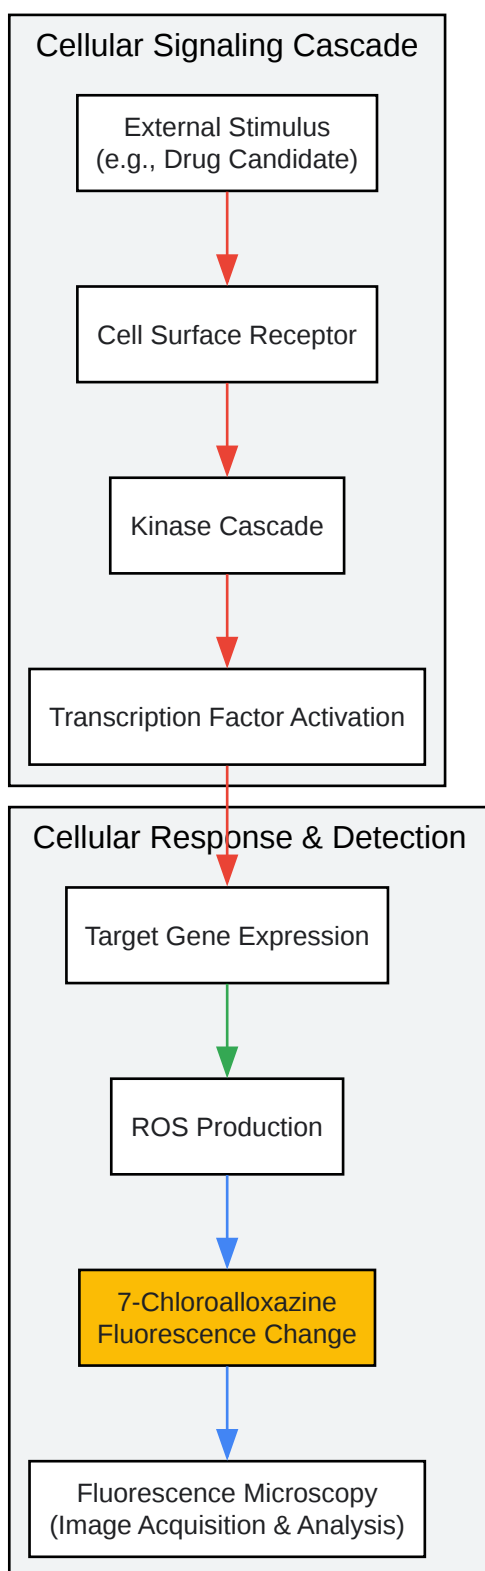 Cellular Signaling Cascade
External Stimulus
(e.g., Drug Candidate)
Cell Surface Receptor
Kinase Cascade
Transcription Factor Activation
Cellular Response & Detection
Target Gene Expression
ROS Production
7-Chloroalloxazine
Fluorescence Change
Fluorescence Microscopy
(Image Acquisition & Analysis)